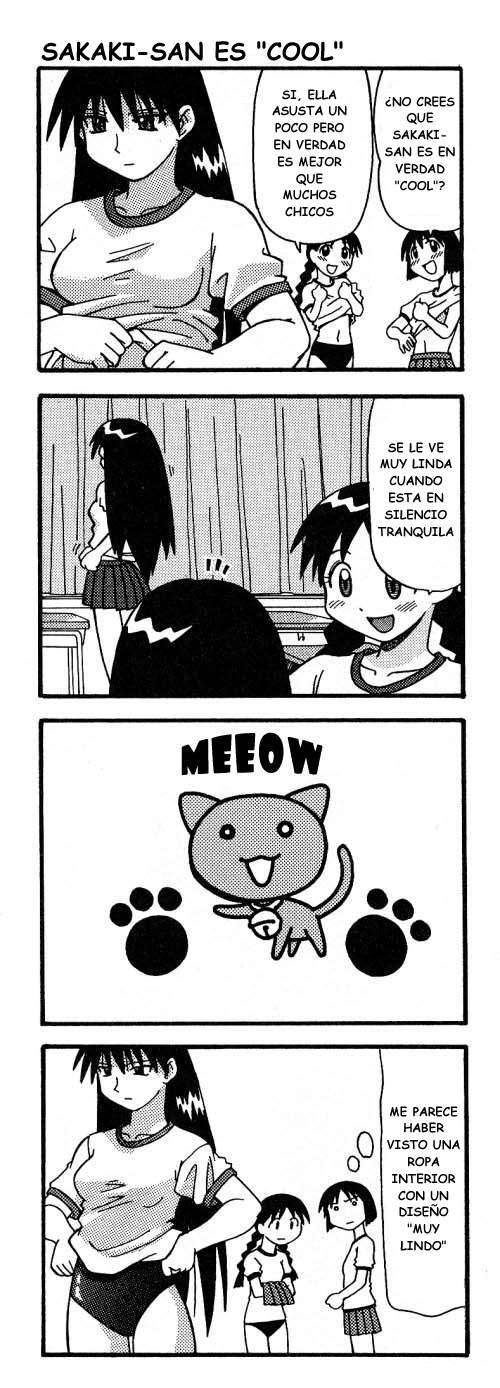 SAKAKI-SAN ES "COOL"
¿NO CREES
QUE
SAKAKI-
SAN ES EN
VERDAD
"COOL"?
SI, ELLA
ASUSTA UN
POCO PERO
EN VERDAD
ES MEJOR
QUE
MUCHOS
CHICOS
SE LE VE
MUY LINDA
CUANDO
ESTA EN
SILENCIO
TRANQUILA
MEEOW
ME PARECE
HABER
VISTO UNA
ROPA
INTERIOR
CON UN
DISEÑO
"MUY
LINDO"